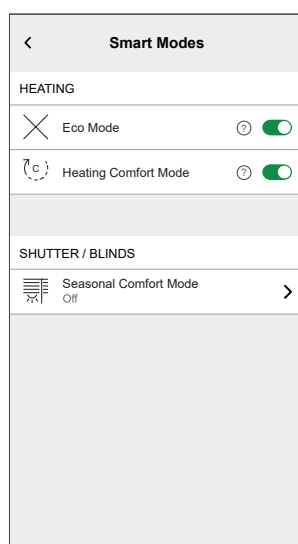 Smart Modes
HEATING
Eco Mode ?
C Heating Comfort Mode ?
SHUTTER / BLINDS
Seasonal Comfort Mode
Off